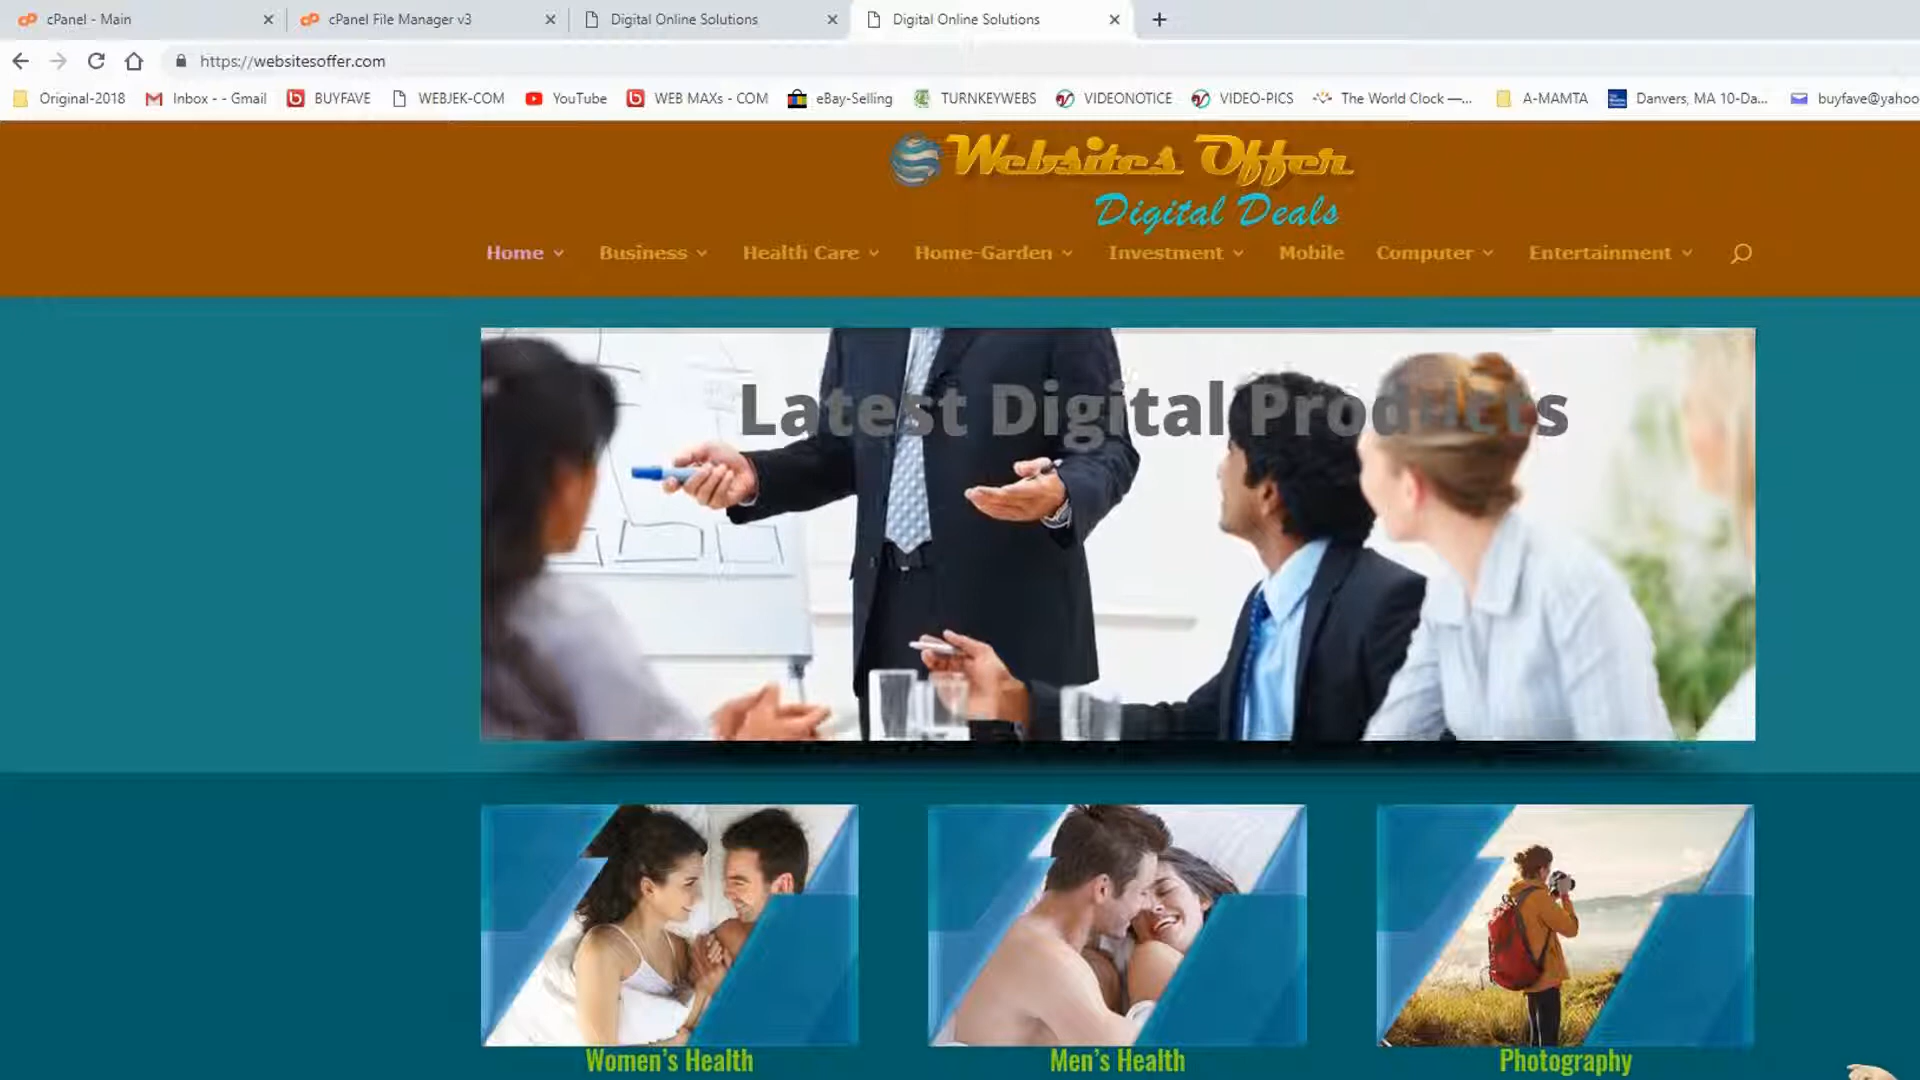 cPanel - Main
cPanel File Manager v3
Digital Online Solutions
Digital Online Solutions
https://websitesoffer.com
Original-2018
Inbox - - Gmail
BUYFAVE
WEBJEK-COM
YouTube
WEB MAXs - COM
eBay-Selling
TURNKEYWEBS
VIDEONOTICE
VIDEO-PICS
The World Clock —...
A-MAMTA
Danvers, MA 10-Da...
buyfave@yahoo
Websites Offer
Digital Deals
Home
Business
Health Care
Home-Garden
Investment
Mobile
Computer
Entertainment
Latest Digital Products
Women's Health
Men's Health
Photography